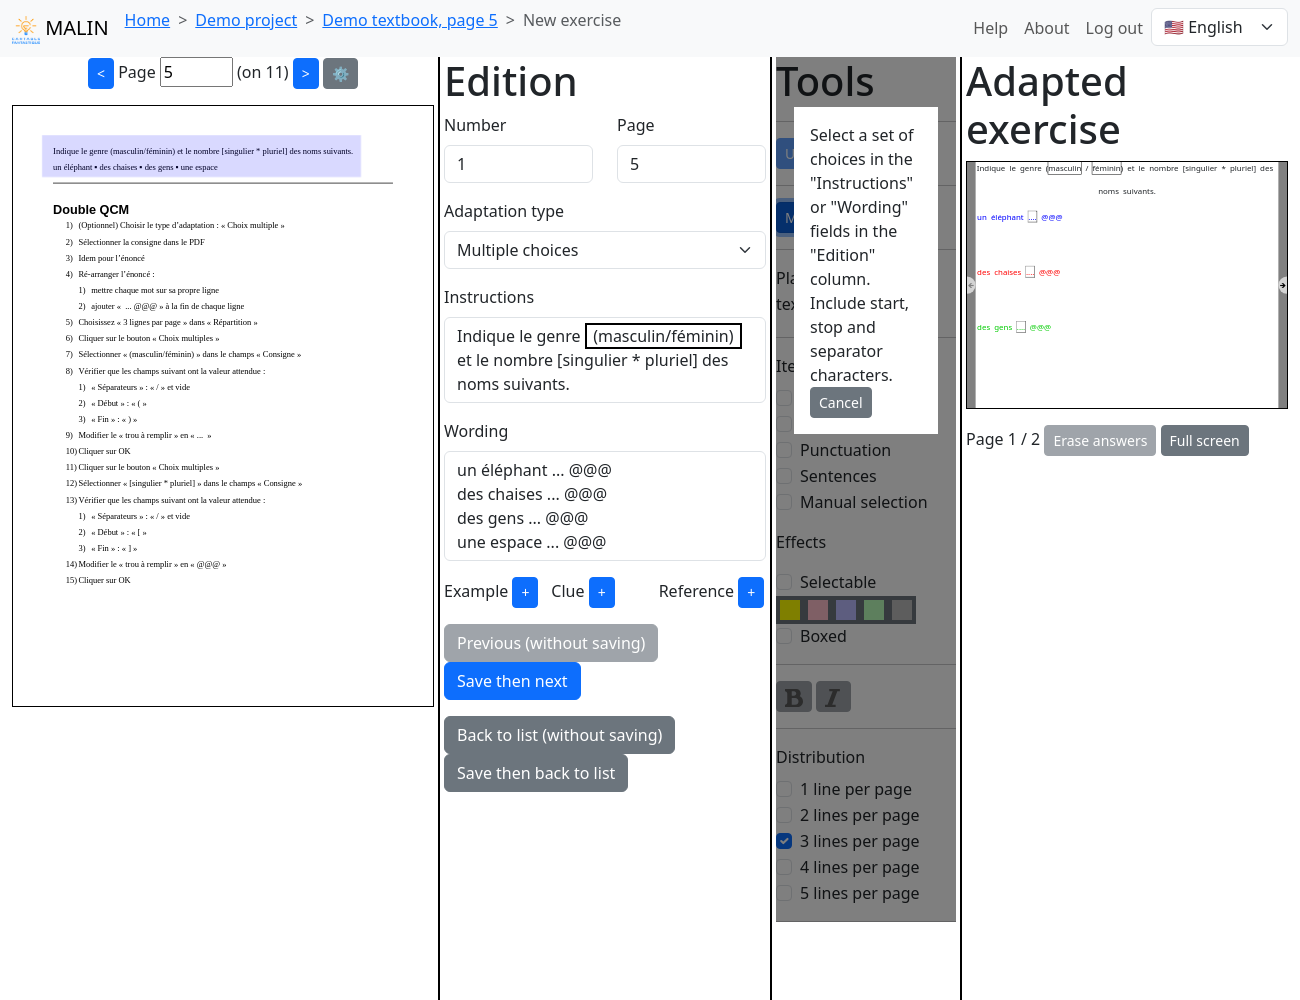 MALIN
Home > Demo project > Demo textbook, page 5 > New exercise
Help About Log out 🇺🇸 English
< Page 5 (on 11) > ⚙️
Indique le genre (masculin/féminin) et le nombre [singulier * pluriel] des noms suivants.
un éléphant • des chaises • des gens • une espace
Double QCM
1) (Optionnel) Choisir le type d’adaptation : « Choix multiple »
2) Sélectionner la consigne dans le PDF
3) Idem pour l’énoncé
4) Ré-arranger l’énoncé :
1) mettre chaque mot sur sa propre ligne
2) ajouter « ... @@@ » à la fin de chaque ligne
5) Choisissez « 3 lignes par page » dans « Répartition »
6) Cliquer sur le bouton « Choix multiples »
7) Sélectionner « (masculin/féminin) » dans le champs « Consigne »
8) Vérifier que les champs suivant ont la valeur attendue :
1) « Séparateurs » : « / » et vide
2) « Début » : « ( »
3) « Fin » : « ) »
9) Modifier le « trou à remplir » en « ... »
10) Cliquer sur OK
11) Cliquer sur le bouton « Choix multiples »
12) Sélectionner « [singulier * pluriel] » dans le champs « Consigne »
13) Vérifier que les champs suivant ont la valeur attendue :
1) « Séparateurs » : « / » et vide
2) « Début » : « [ »
3) « Fin » : « ] »
14) Modifier le « trou à remplir » en « @@@ »
15) Cliquer sur OK
Edition
Number Page
1 5
Adaptation type
Multiple choices
Instructions
Indique le genre (masculin/féminin)
et le nombre [singulier * pluriel] des
noms suivants.
Wording
un éléphant ... @@@
des chaises ... @@@
des gens ... @@@
une espace ... @@@
Example + Clue + Reference +
Previous (without saving)
Save then next
Back to list (without saving)
Save then back to list
Tools
Select a set of
choices in the
"Instructions"
or "Wording"
fields in the
"Edition"
column.
Include start,
stop and
separator
characters.
Cancel
Punctuation
Sentences
Manual selection
Effects
Selectable
Boxed
B I
Distribution
1 line per page
2 lines per page
3 lines per page
4 lines per page
5 lines per page
Adapted
exercise
Indique le genre (masculin / féminin) et le nombre [singulier * pluriel] des
noms suivants.
un éléphant ... @@@
des chaises ... @@@
des gens ... @@@
Page 1 / 2 Erase answers Full screen